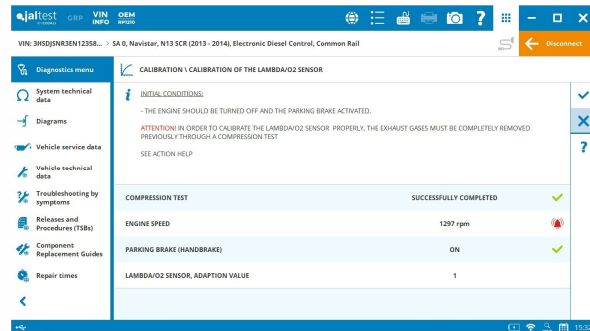 jaltest GRP VIN INFO OEM RP1210
VIN: 3HSDJSNR3EN12358... > SA 0, Navistar, N13 SCR (2013 - 2014), Electronic Diesel Control, Common Rail
Disconnect
Diagnostics menu
CALIBRATION \ CALIBRATION OF THE LAMBDA/O2 SENSOR
System technical data
Diagrams
Vehicle service data
Vehicle technical data
Troubleshooting by symptoms
Releases and Procedures (TSBs)
Component Replacement Guides
Repair times
INITIAL CONDITIONS:
- THE ENGINE SHOULD BE TURNED OFF AND THE PARKING BRAKE ACTIVATED.
ATTENTION! IN ORDER TO CALIBRATE THE LAMBDA/O2 SENSOR PROPERLY, THE EXHAUST GASES MUST BE COMPLETELY REMOVED
PREVIOUSLY THROUGH A COMPRESSION TEST
SEE ACTION HELP
COMPRESSION TEST SUCCESSFULLY COMPLETED
ENGINE SPEED 1297 rpm
PARKING BRAKE (HANDBRAKE) ON
LAMBDA/O2 SENSOR, ADAPTION VALUE 1
15:32